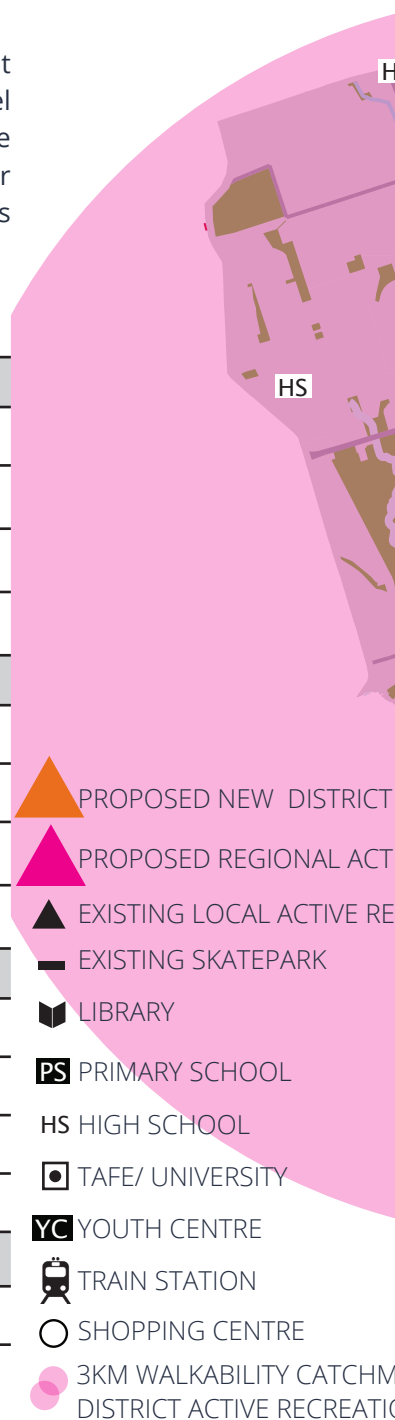 t
el
e
r
s
H
HS
PROPOSED NEW DISTRICT
PROPOSED REGIONAL ACT
EXISTING LOCAL ACTIVE RE
EXISTING SKATEPARK
LIBRARY
PS PRIMARY SCHOOL
HS HIGH SCHOOL
TAFE/ UNIVERSITY
YC YOUTH CENTRE
TRAIN STATION
SHOPPING CENTRE
3KM WALKABILITY CATCHM
DISTRICT ACTIVE RECREATIO